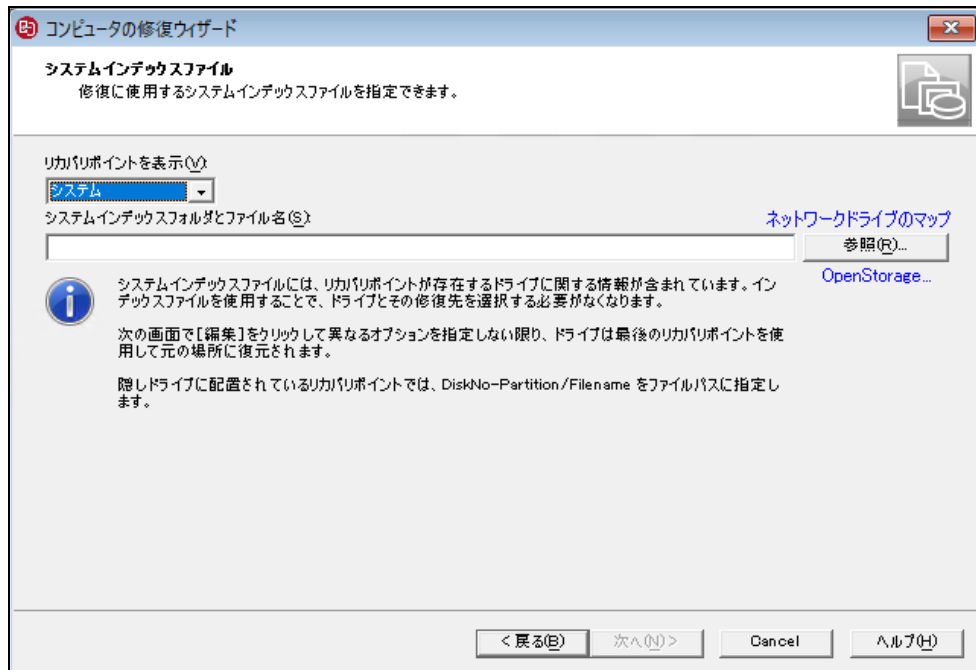 コンピュータの修復ウィザード
システムインデックスファイル
修復に使用するシステムインデックスファイルを指定できます。
リカバリポイントを表示(V):
システム
システムインデックスフォルダとファイル名(S):
ネットワークドライブのマップ
参照(R)...
OpenStorage...
システムインデックスファイルには、リカバリポイントが存在するドライブに関する情報が含まれています。イン
デックスファイルを使用することで、ドライブとその修復先を選択する必要がなくなります。
次の画面で[編集]をクリックして異なるオプションを指定しない限り、ドライブは最後のリカバリポイントを使
用して元の場所に復元されます。
隠しドライブに配置されているリカバリポイントでは、DiskNo-Partition/Filename をファイルパスに指定し
ます。
< 戻る(B)
次へ(N) >
Cancel
ヘルプ(H)